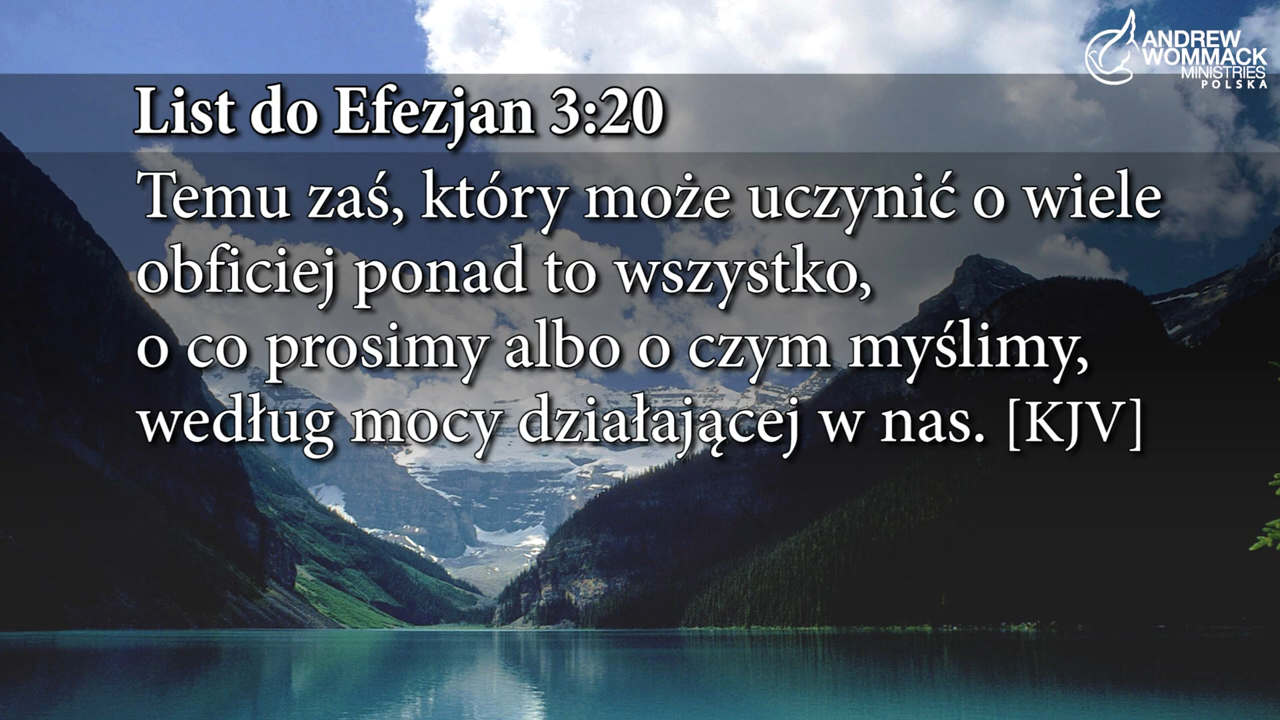 ANDREW
WOMMACK
MINISTRIES
POLSKA
List do Efezjan 3:20
Temu zaś, który może uczynić o wiele
obficiej ponad to wszystko,
o co prosimy albo o czym myślimy,
według mocy działającej w nas. [KJV]